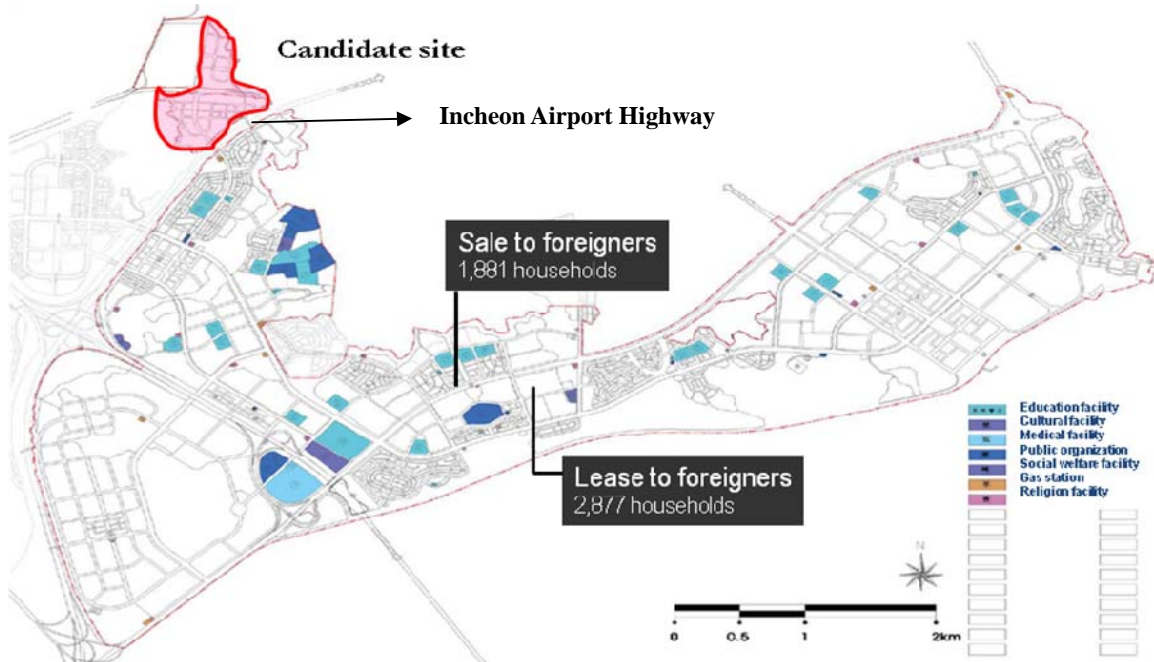 Candidate site
Incheon Airport Highway
Sale to foreigners
1,881 households
Lease to foreigners
2,877 households
Education facility
Cultural facility
Medical facility
Public organization
Social welfare facility
Gas station
Religion facility
N
0 0.5 1 2km